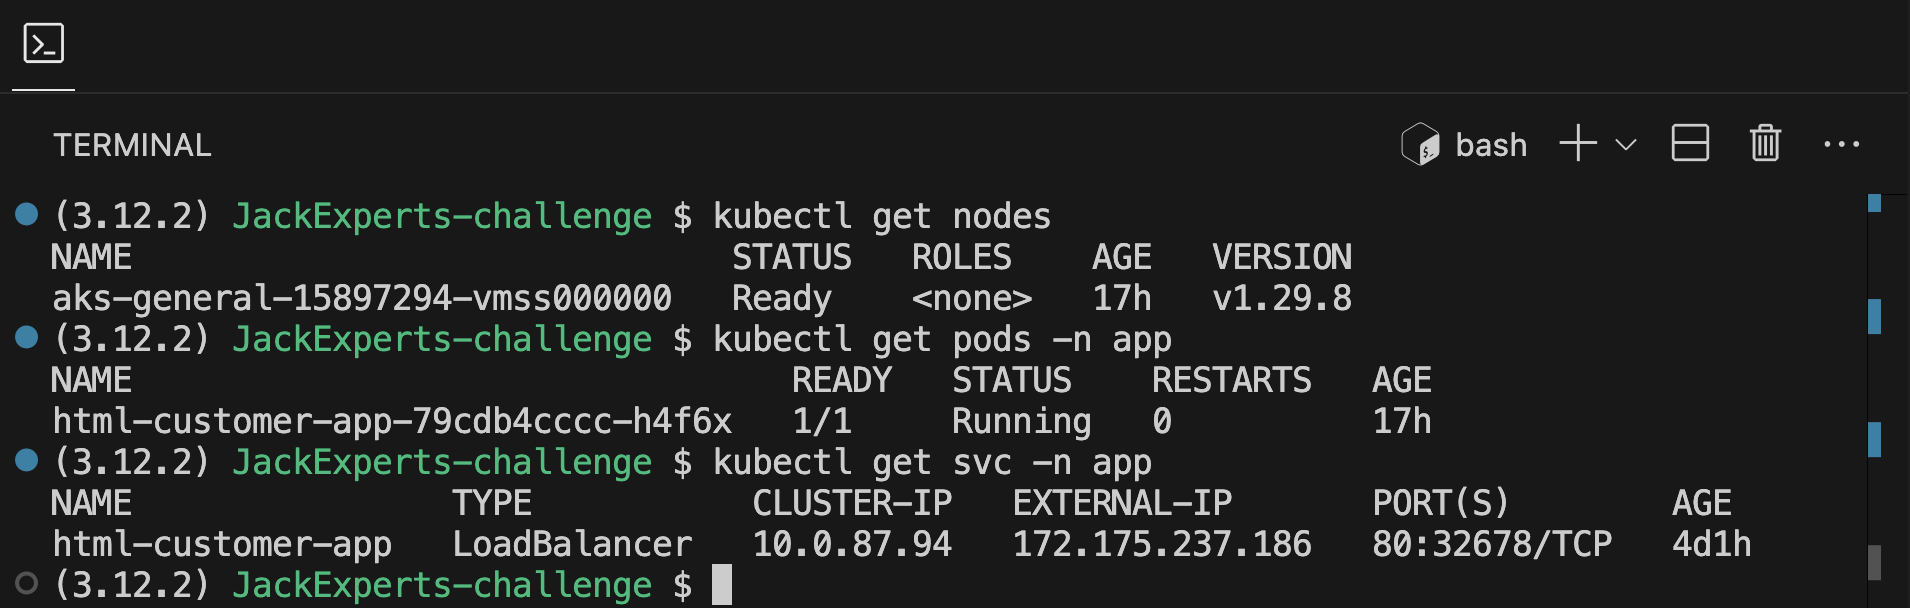 TERMINAL
bash
(3.12.2) JackExperts-challenge $ kubectl get nodes
NAME STATUS ROLES AGE VERSION
aks-general-15897294-vmss000000 Ready <none> 17h v1.29.8
(3.12.2) JackExperts-challenge $ kubectl get pods -n app
NAME READY STATUS RESTARTS AGE
html-customer-app-79cdb4cccc-h4f6x 1/1 Running 0 17h
(3.12.2) JackExperts-challenge $ kubectl get svc -n app
NAME TYPE CLUSTER-IP EXTERNAL-IP PORT(S) AGE
html-customer-app LoadBalancer 10.0.87.94 172.175.237.186 80:32678/TCP 4d1h
(3.12.2) JackExperts-challenge $